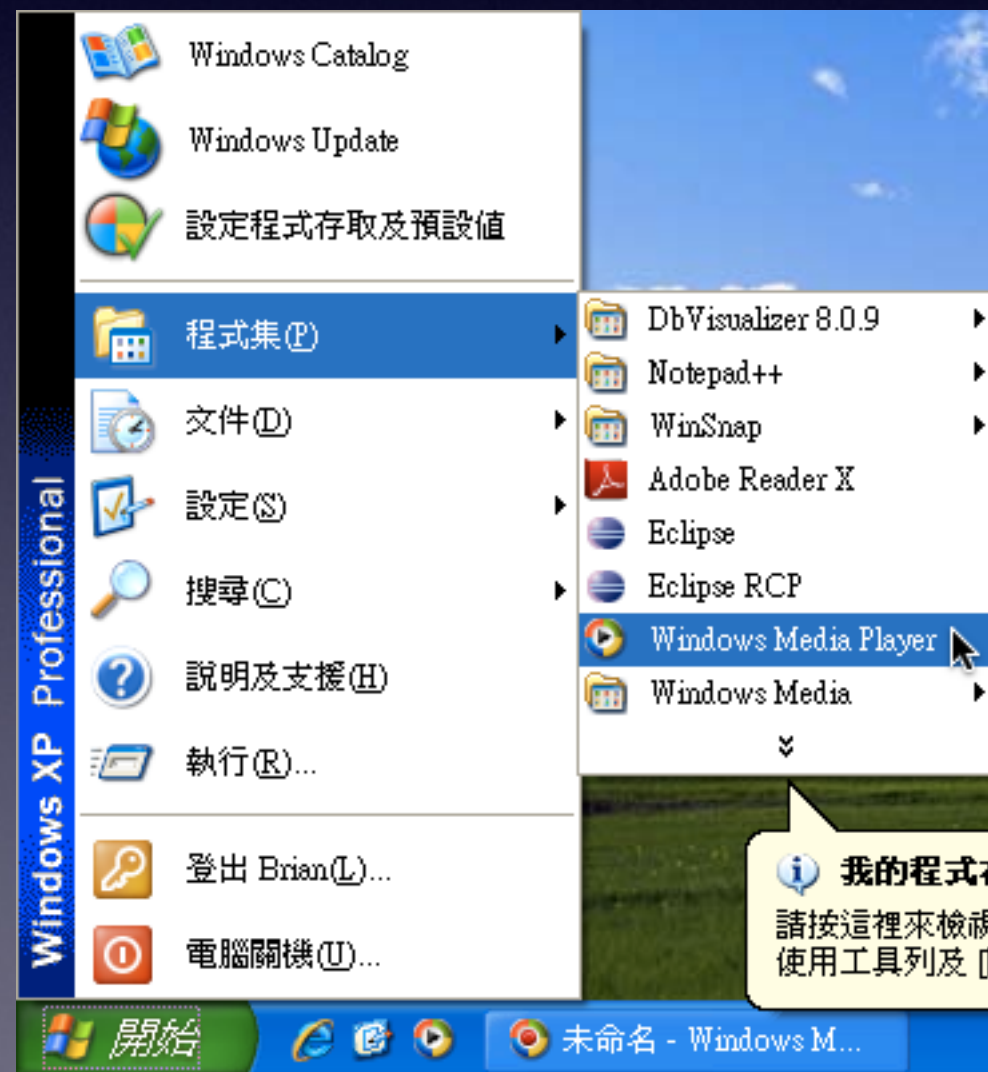 Windows Catalog
Windows Update
設定程式存取及預設值
程式集(P)
文件(D)
設定(S)
搜尋(C)
說明及支援(H)
執行(R)...
登出 Brian(L)...
電腦關機(U)...
Windows XP Professional
DbVisualizer 8.0.9
Notepad++
WinSnap
Adobe Reader X
Eclipse
Eclipse RCP
Windows Media Player
Windows Media
我的程式
請按這裡來檢視
使用工具列及 [
開始
未命名 - Windows M...